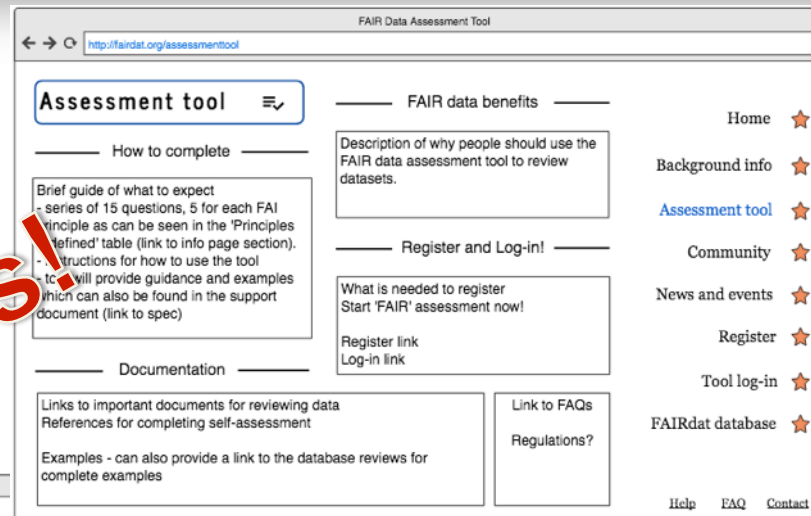 FAIR Data Assessment Tool
http://fairdat.org/assessmenttool
Assessment tool
How to complete
Brief guide of what to expect
- series of 15 questions, 5 for each FAI
principle as can be seen in the 'Principles
defined' table (link to info page section).
- instructions for how to use the tool
- tool will provide guidance and examples
which can also be found in the support
document (link to spec)
FAIR data benefits
Description of why people should use the
FAIR data assessment tool to review
datasets.
Register and Log-in!
What is needed to register
Start 'FAIR' assessment now!
Register link
Log-in link
Documentation
Links to important documents for reviewing data
References for completing self-assessment
Examples - can also provide a link to the database reviews for
complete examples
Link to FAQs
Regulations?
Home
Background info
Assessment tool
Community
News and events
Register
Tool log-in
FAIRdat database
Help FAQ Contact
s!